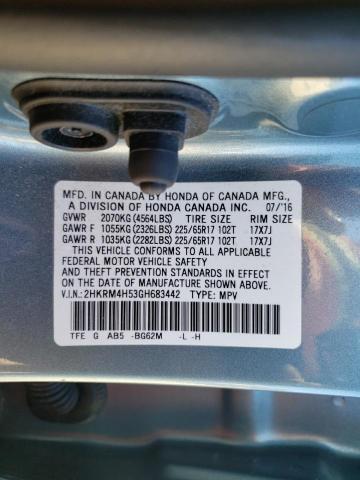 MFD. IN CANADA BY HONDA OF CANADA MFG.,
A DIVISION OF HONDA CANADA INC. 07/'16
GVWR 2070KG (4564LBS) TIRE SIZE RIM SIZE
GAWR F 1055KG (2326LBS) 225/65R17 102T 17X7J
GAWR R 1035KG (2282LBS) 225/65R17 102T 17X7J
THIS VEHICLE CONFORMS TO ALL APPLICABLE
FEDERAL MOTOR VEHICLE SAFETY, BUMPER, AND
THEFT PREVENTION STANDARDS IN EFFECT
ON THE DATE OF MANUFACTURE SHOWN ABOVE.
V.I.N.: 2HKRM4H53GH683442 TYPE: MPV
TFE G AB5 -BG62M -L -H